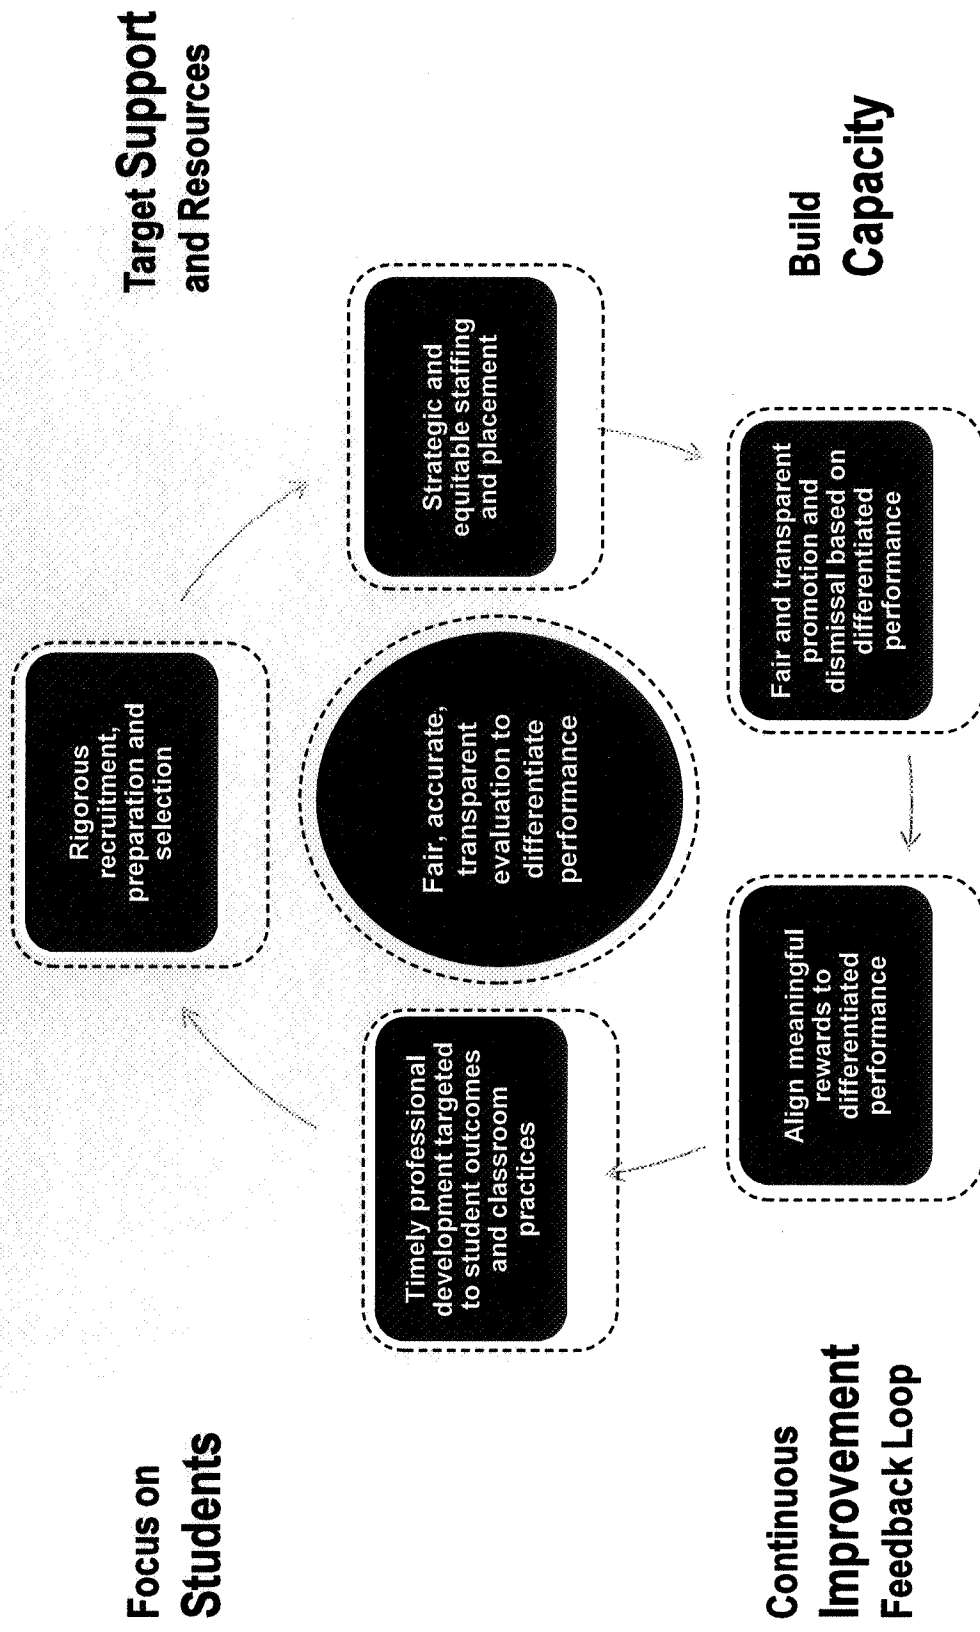 Focus on
Students
Target Support
and Resources
Rigorous
recruitment,
preparation and
selection
Timely professional
development targeted
to student outcomes
and classroom
practices
Fair, accurate,
transparent
evaluation to
differentiate
performance
Strategic and
equitable staffing
and placement
Align meaningful
rewards to
differentiated
performance
Fair and transparent
promotion and
dismissal based on
differentiated
performance
Continuous
Improvement
Feedback Loop
Build
Capacity